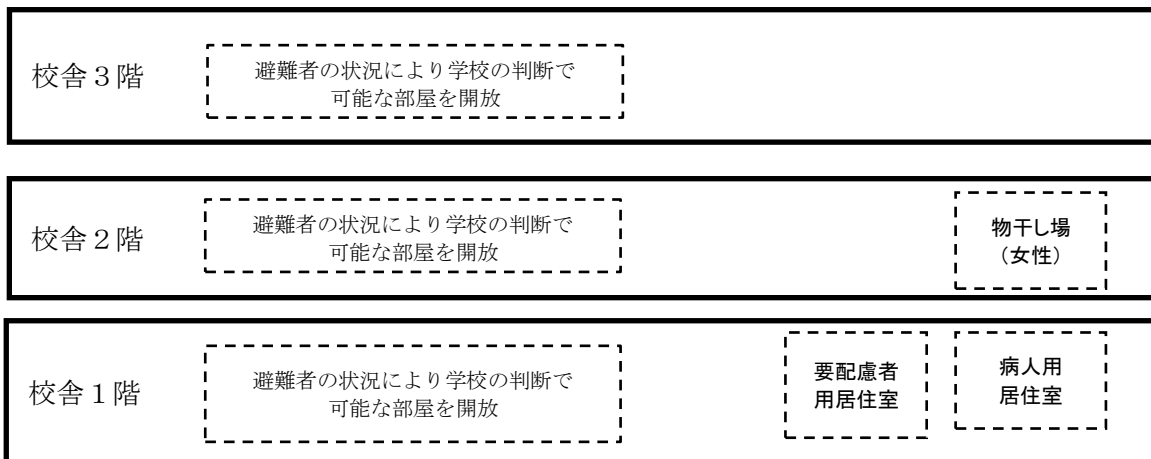 校舎３階
避難者の状況により学校の判断で
可能な部屋を開放
校舎２階
避難者の状況により学校の判断で
可能な部屋を開放
物干し場
（女性）
校舎１階
避難者の状況により学校の判断で
可能な部屋を開放
要配慮者
用居住室
病人用
居住室